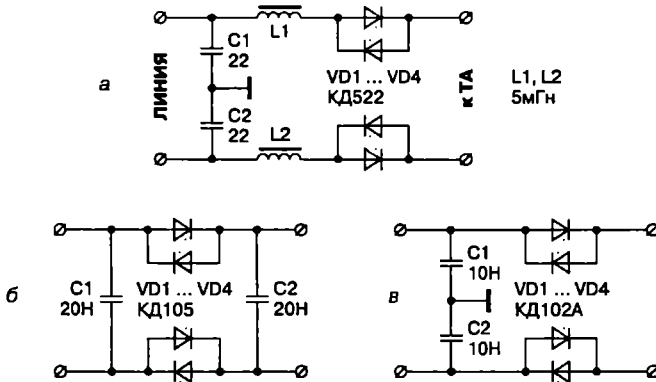 а
ЛИНИЯ
C1
22
C2
22
L1
L2
VD1 ... VD4
КД522
к ТА
L1, L2
5мГн
б
C1
20Н
VD1 ... VD4
КД105
C2
20Н
в
C1
10Н
C2
10Н
VD1 ... VD4
КД102А